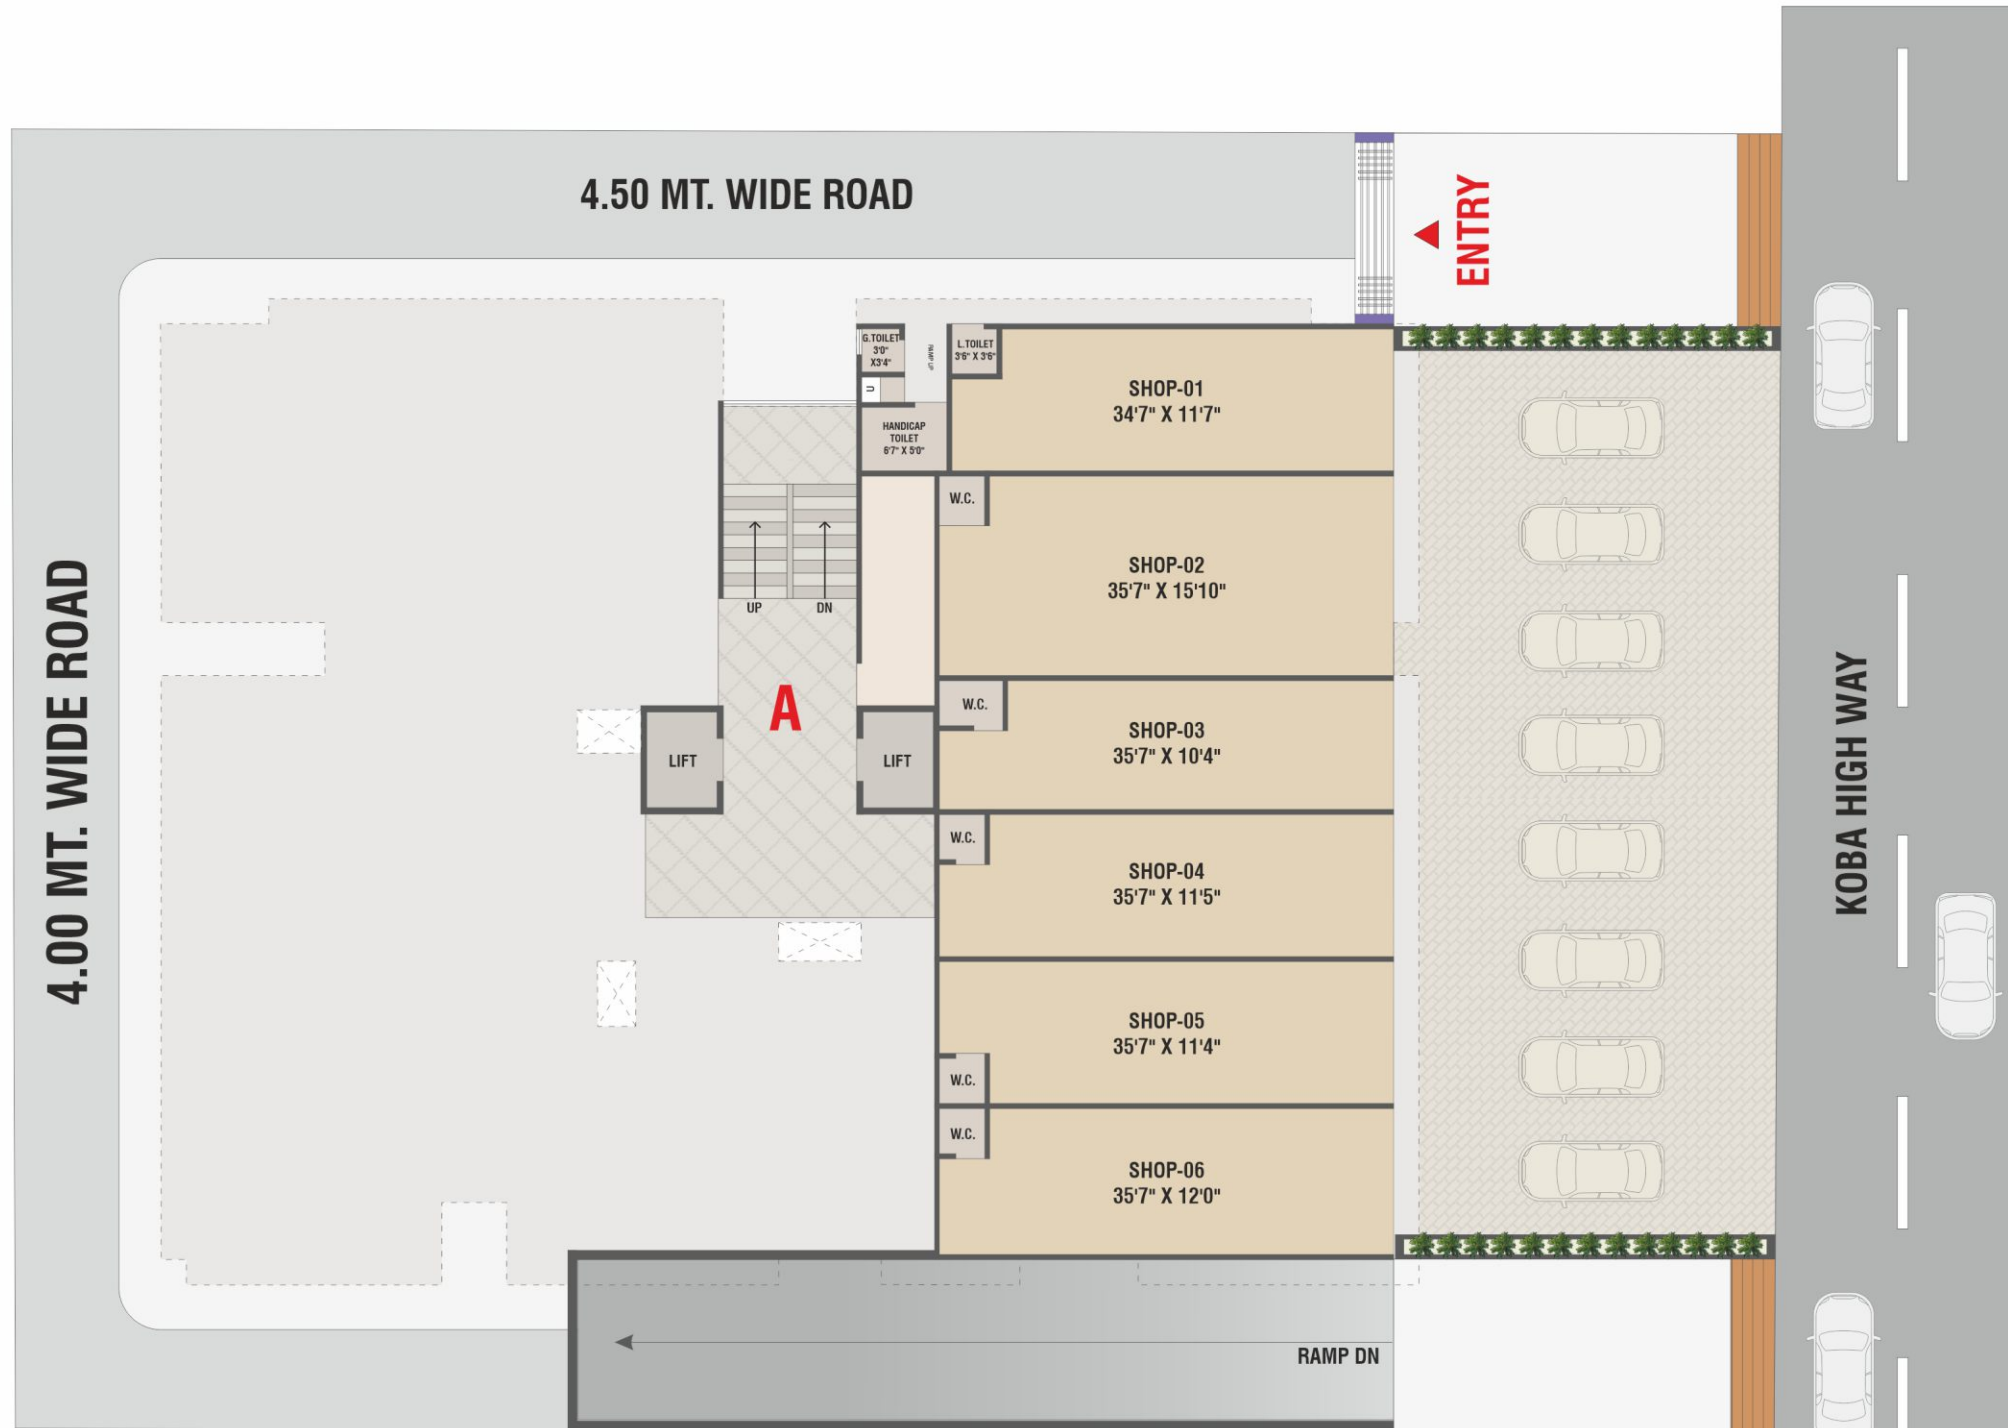 4.50 MT. WIDE ROAD
ENTRY
G.TOILET
3'0"
X3'4"
RAMP UP
L.TOILET
3'6" X 3'6"
U
HANDICAP
TOILET
6'7" X 5'0"
SHOP-01
34'7" X 11'7"
W.C.
SHOP-02
35'7" X 15'10"
UP
DN
4.00 MT. WIDE ROAD
A
LIFT
LIFT
W.C.
SHOP-03
35'7" X 10'4"
KOBA HIGH WAY
W.C.
SHOP-04
35'7" X 11'5"
SHOP-05
35'7" X 11'4"
W.C.
W.C.
SHOP-06
35'7" X 12'0"
RAMP DN